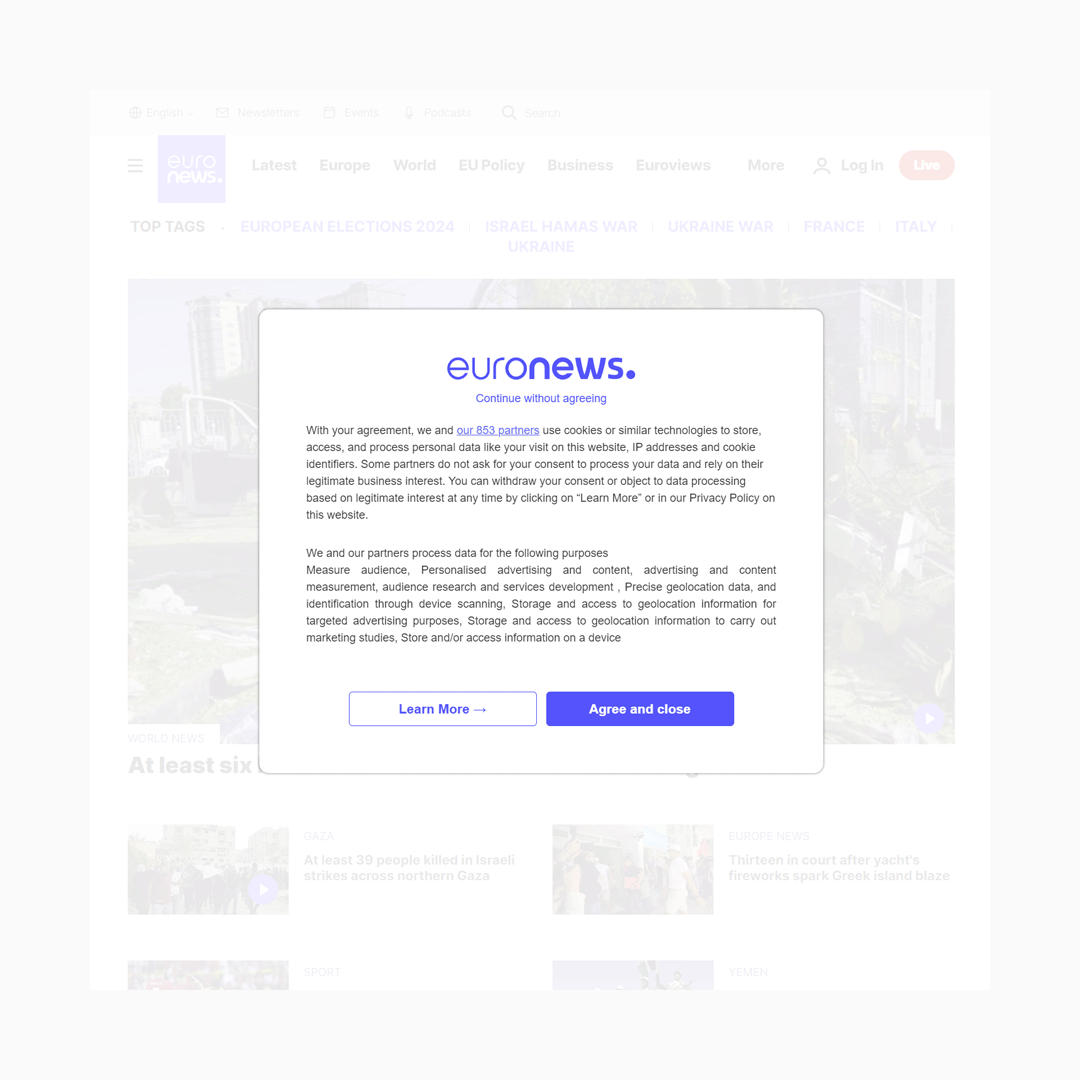 English
Newsletters
Events
Podcasts
Search
euro
news.
Latest
Europe
World
EU Policy
Business
Euroviews
More
Log In
Live
TOP TAGS · EUROPEAN ELECTIONS 2024 | ISRAEL HAMAS WAR | UKRAINE WAR | FRANCE | ITALY |
UKRAINE
euronews.
Continue without agreeing
With your agreement, we and our 853 partners use cookies or similar technologies to store,
access, and process personal data like your visit on this website, IP addresses and cookie
identifiers. Some partners do not ask for your consent to process your data and rely on their
legitimate business interest. You can withdraw your consent or object to data processing
based on legitimate interest at any time by clicking on “Learn More” or in our Privacy Policy on
this website.
We and our partners process data for the following purposes
Measure audience, Personalised advertising and content, advertising and content
measurement, audience research and services development , Precise geolocation data, and
identification through device scanning, Storage and access to geolocation information for
targeted advertising purposes, Storage and access to geolocation information to carry out
marketing studies, Store and/or access information on a device
Learn More →
Agree and close
WORLD NEWS
At least six
GAZA
At least 39 people killed in Israeli
strikes across northern Gaza
EUROPE NEWS
Thirteen in court after yacht's
fireworks spark Greek island blaze
SPORT
YEMEN